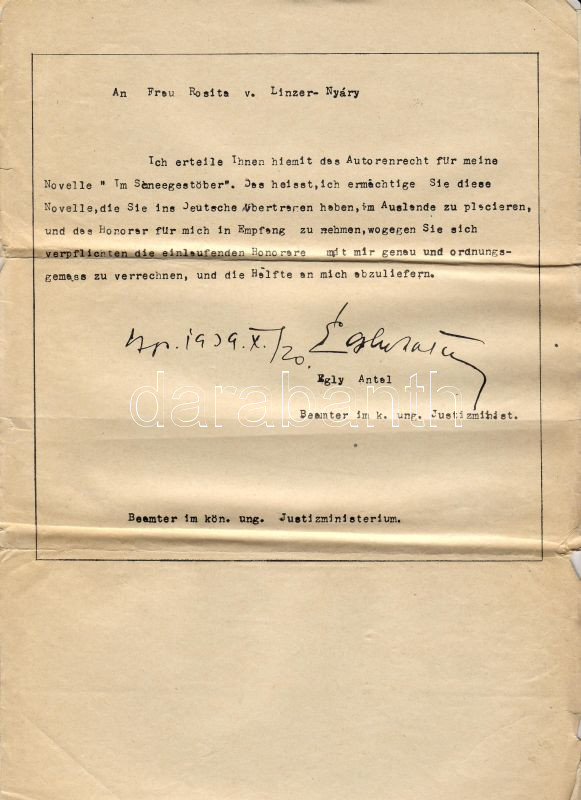 An Frau Rosita v. Linzer-Nyáry
Ich erteile Ihnen hiemit das Autorenrecht für meine
Novelle " Im Schneegestöber". Das heisst, ich ermächtige Sie diese
Novelle, die Sie ins Deutsche übertragen haben, im Auslande zu placieren,
und das Honorar für mich in Empfang zu nehmen, wogegen Sie sich
verpflichten die einlaufenden Honorare mit mir genau und ordnungs-
gemass zu verrechnen, und die Hälfte an mich abzuliefern.
Bp. 1939. X./20. Egly Antal
darabanth
Egly Antal
Beamter im k. ung. Justizminist.
Beamter im kön. ung. Justizministerium.